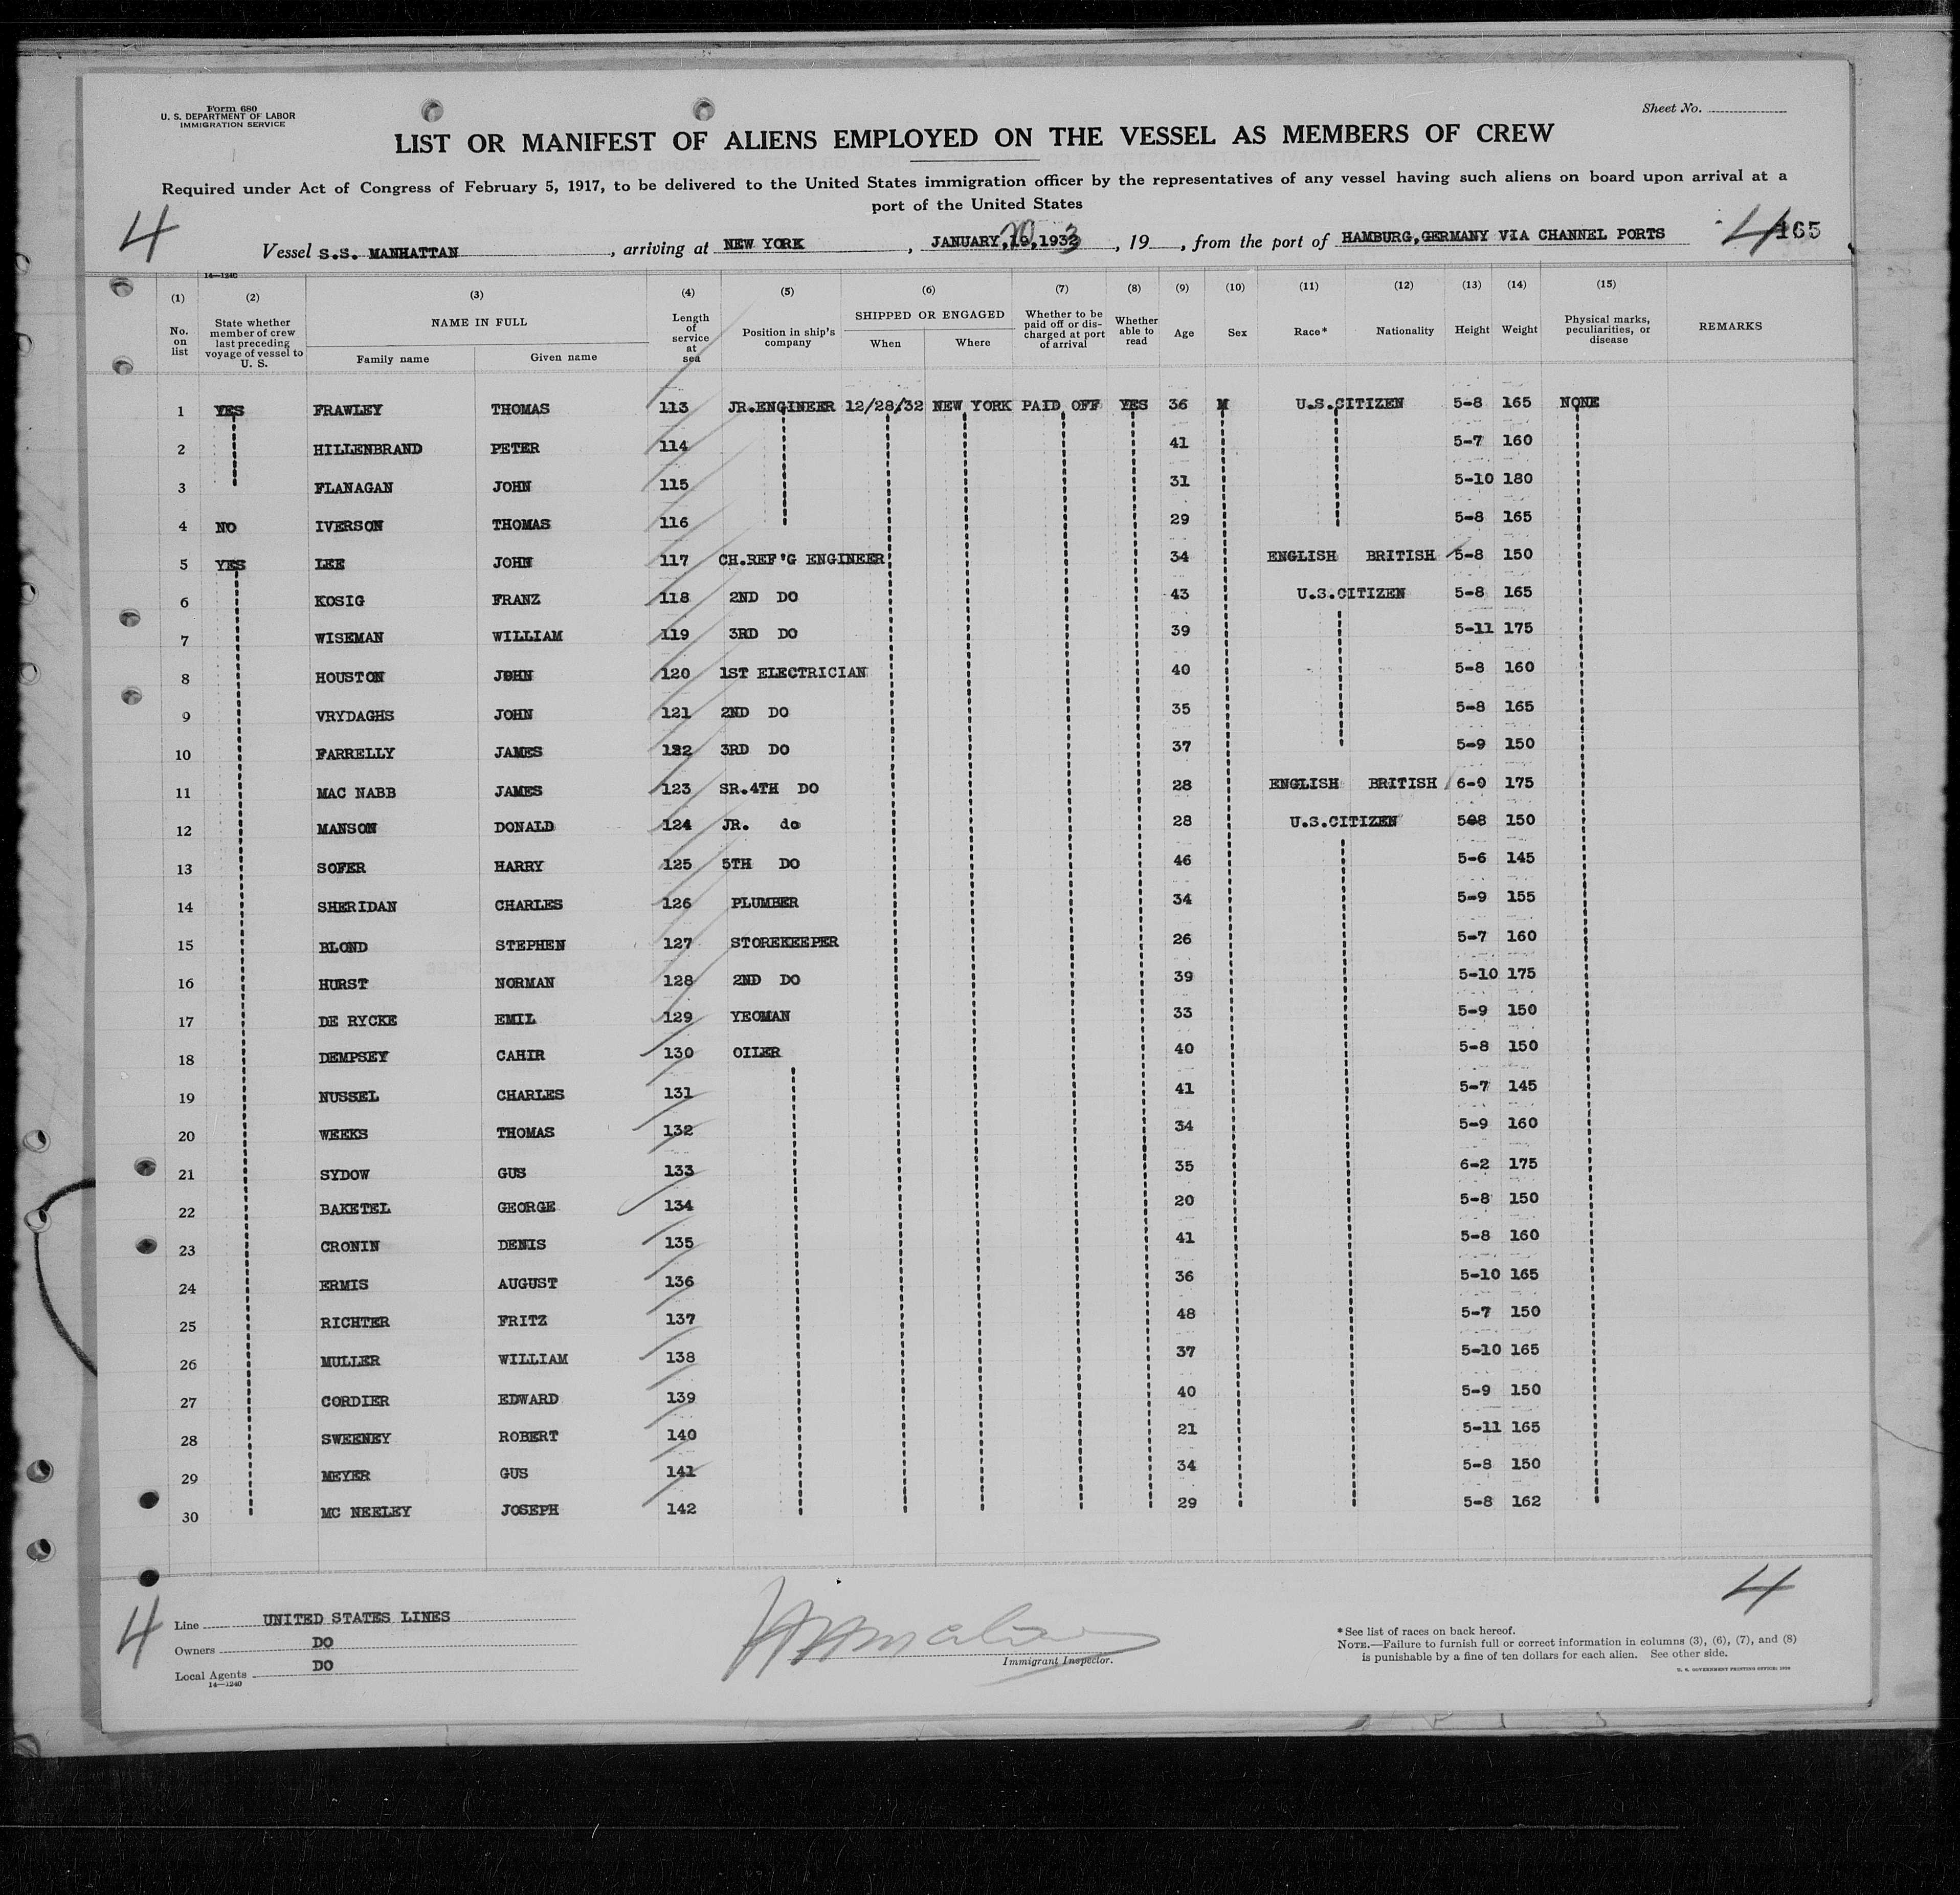 Form 680
U. S. DEPARTMENT OF LABOR
IMMIGRATION SERVICE
Sheet No.
LIST OR MANIFEST OF ALIENS EMPLOYED ON THE VESSEL AS MEMBERS OF CREW
Required under Act of Congress of February 5, 1917, to be delivered to the United States immigration officer by the representatives of any vessel having such aliens on board upon arrival at a
port of the United States
4 Vessel S.S. MANHATTAN , arriving at NEW YORK , JANUARY, , 19 , from the port of HAMBURG,GERMANY VIA CHANNEL PORTS 4 165
14—1240
(1) (2) (3) (4) (5) (6) (7) (8) (9) (10) (11) (12) (13) (14) (15)
No. on list State whether member of crew last preceding voyage of vessel to U. S. NAME IN FULL Family name Given name Length of service at sea Position in ship's company SHIPPED OR ENGAGED When Where Whether to be paid off or discharged at port of arrival Whether able to read Age Sex Race* Nationality Height Weight Physical marks, peculiarities, or disease REMARKS
1 YES FRAWLEY THOMAS 113 JR.ENGINEER 12/28/32 NEW YORK PAID OFF YES 36 M U.S.CITIZEN 5-8 165 NONE
2 HILLENBRAND PETER 114 41 5-7 160
3 FLANAGAN JOHN 115 31 5-10 180
4 NO IVERSON THOMAS 116 29 5-8 165
5 YES LEE JOHN 117 CH.REF'G ENGINEER 34 ENGLISH BRITISH 5-8 150
6 KOSIG FRANZ 118 2ND DO 43 U.S.CITIZEN 5-8 165
7 WISEMAN WILLIAM 119 3RD DO 39 5-11 175
8 HOUSTON JOHN 120 1ST ELECTRICIAN 40 5-8 160
9 VRYDAGHS JOHN 121 2ND DO 35 5-8 165
10 FARRELLY JAMES 122 3RD DO 37 5-9 150
11 MAC NABB JAMES 123 SR.4TH DO 28 ENGLISH BRITISH 6-0 175
12 MANSON DONALD 124 JR. do 28 U.S.CITIZEN 5-8 150
13 SOFER HARRY 125 5TH DO 46 5-6 145
14 SHERIDAN CHARLES 126 PLUMBER 34 5-9 155
15 BLOND STEPHEN 127 STOREKEEPER 26 5-7 160
16 HURST NORMAN 128 2ND DO 39 5-10 175
17 DE RYCKE EMIL 129 YEOMAN 33 5-9 150
18 DEMPSEY CAHIR 130 OILER 40 5-8 150
19 NUSSEL CHARLES 131 41 5-7 145
20 WEEKS THOMAS 132 34 5-9 160
21 SYDOW GUS 133 35 6-2 175
22 BAKETEL GEORGE 134 20 5-8 150
23 CRONIN DENIS 135 41 5-8 160
24 ERMIS AUGUST 136 36 5-10 165
25 RICHTER FRITZ 137 48 5-7 150
26 MULLER WILLIAM 138 37 5-10 165
27 CORDIER EDWARD 139 40 5-9 150
28 SWEENEY ROBERT 140 21 5-11 165
29 MEYER GUS 141 34 5-8 150
30 MC NEELEY JOSEPH 142 29 5-8 162
4 4
Line UNITED STATES LINES
Owners DO
Local Agents DO
14—1240
Immigrant Inspector.
*See list of races on back hereof.
NOTE.—Failure to furnish full or correct information in columns (3), (6), (7), and (8)
is punishable by a fine of ten dollars for each alien. See other side.
U. S. GOVERNMENT PRINTING OFFICE: